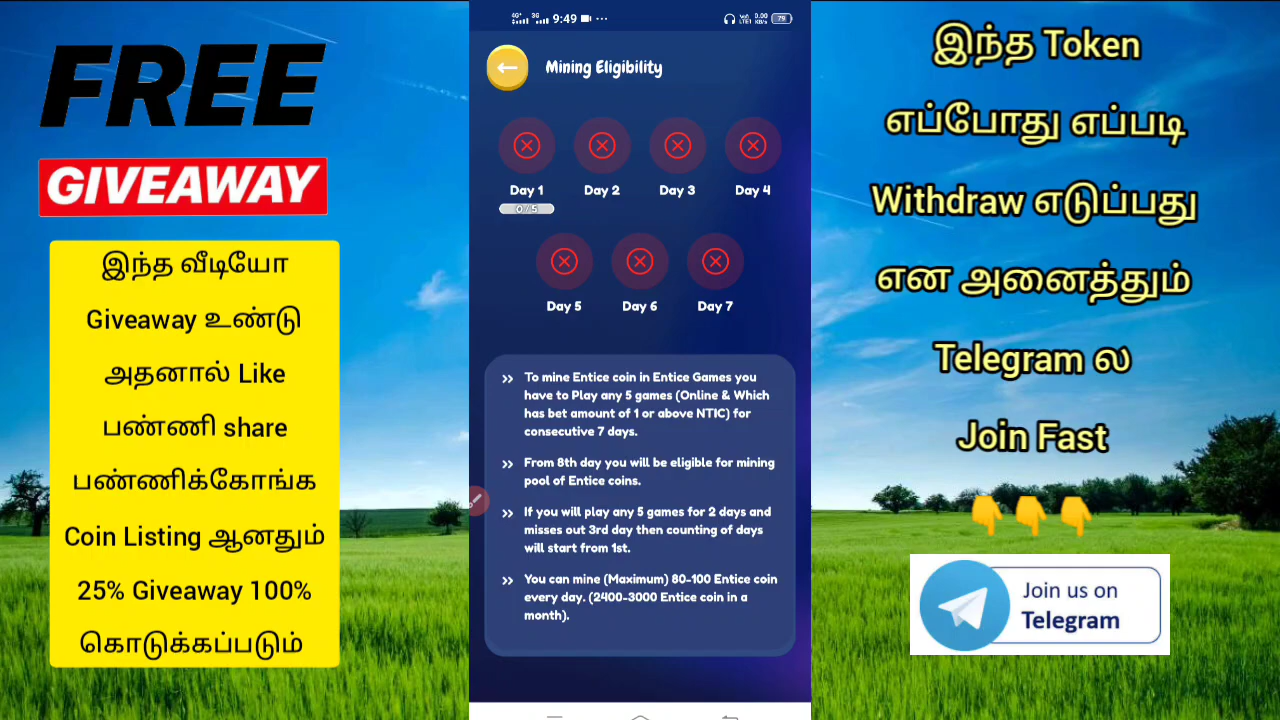 FREE
GIVEAWAY
இந்த வீடியோ
Giveaway உண்டு
அதனால் Like
பண்ணி share
பண்ணிக்கோங்க
Coin Listing ஆனதும்
25% Giveaway 100%
கொடுக்கப்படும்
4G+ 3G 9:49 0.00 KB/s 79
Mining Eligibility
Day 1 Day 2 Day 3 Day 4
0 / 5
Day 5 Day 6 Day 7
» To mine Entice coin in Entice Games you
have to Play any 5 games (Online & Which
has bet amount of 1 or above NTIC) for
consecutive 7 days.
» From 8th day you will be eligible for mining
pool of Entice coins.
» If you will play any 5 games for 2 days and
misses out 3rd day then counting of days
will start from 1st.
» You can mine (Maximum) 80-100 Entice coin
every day. (2400-3000 Entice coin in a
month).
இந்த Token
எப்போது எப்படி
Withdraw எடுப்பது
என அனைத்தும்
Telegram ல
Join Fast
Join us on
Telegram